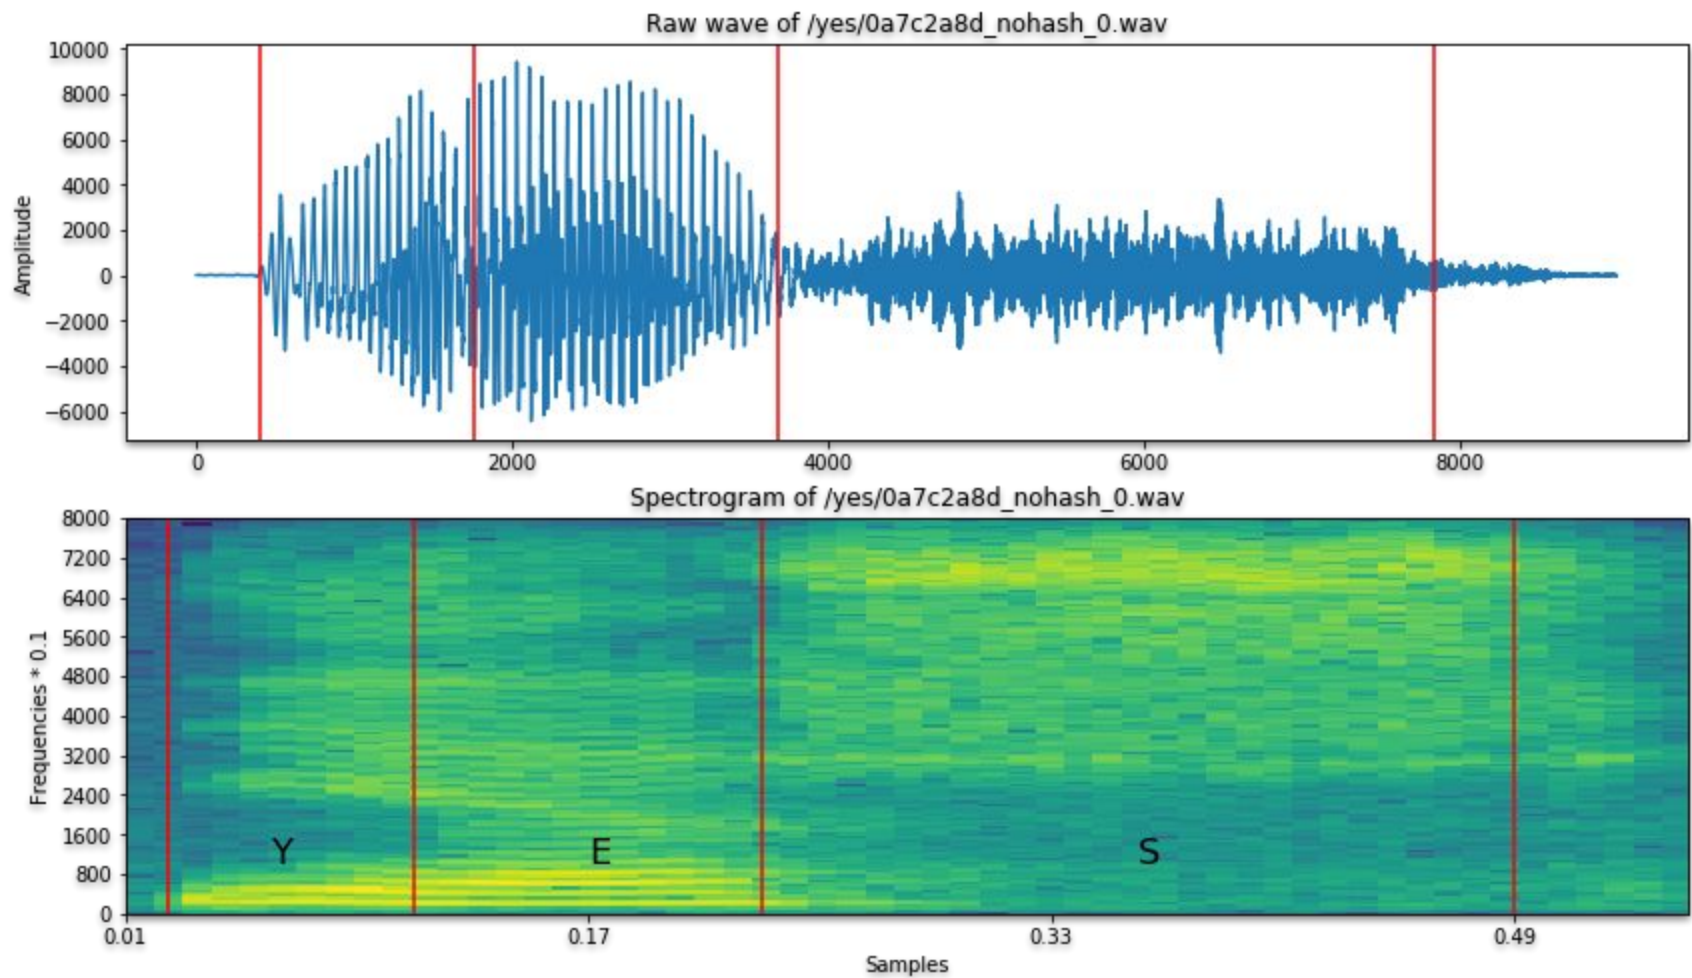 Raw wave of /yes/0a7c2a8d_nohash_0.wav
10000
8000
6000
4000
2000
0
−2000
−4000
−6000
Amplitude
0 2000 4000 6000 8000
Spectrogram of /yes/0a7c2a8d_nohash_0.wav
8000
7200
6400
5600
4800
4000
3200
2400
1600
800
0
Frequencies * 0.1
Y E S
0.01 0.17 0.33 0.49
Samples